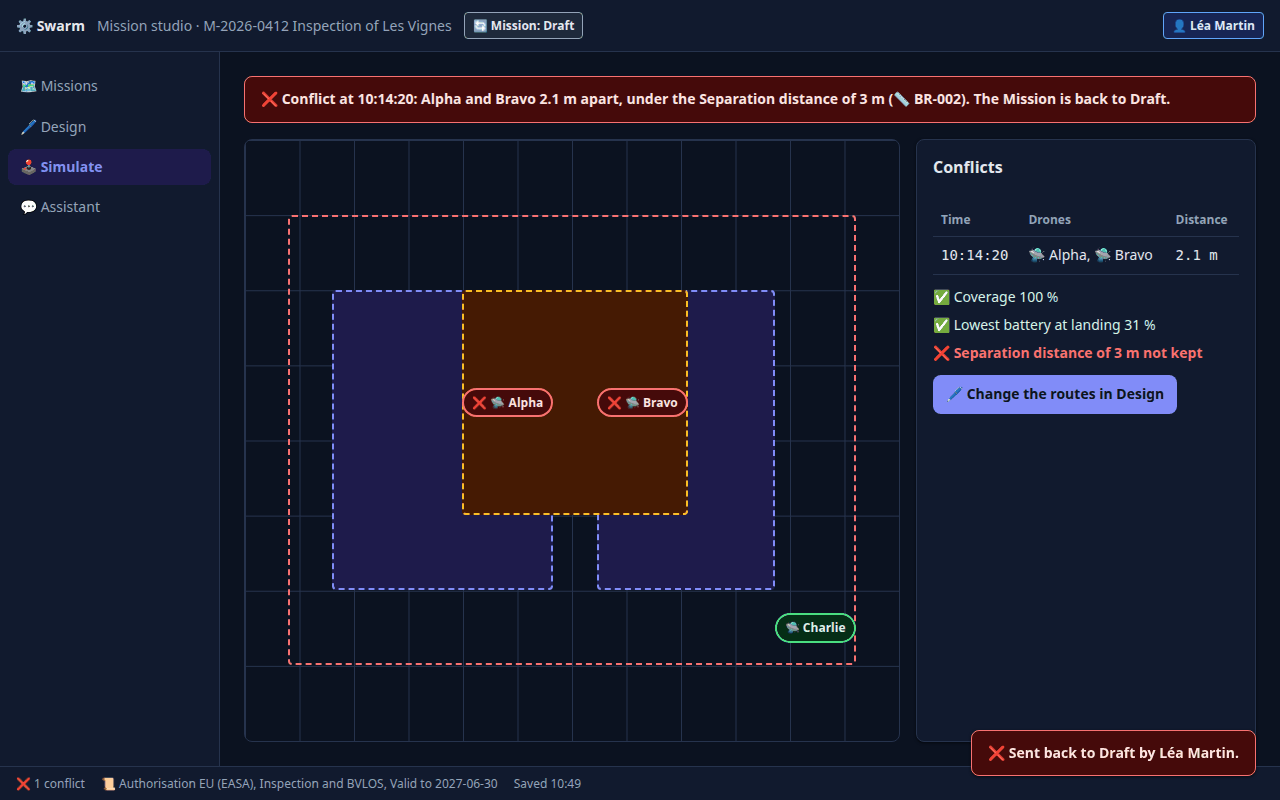 ⚙️ Swarm Mission studio · M-2026-0412 Inspection of Les Vignes 🔄 Mission: Draft 👤 Léa Martin
🗺️ Missions
🖊️ Design
🕹️ Simulate
💬 Assistant
❌ Conflict at 10:14:20: Alpha and Bravo 2.1 m apart, under the Separation distance of 3 m (📏 BR-002). The Mission is back to Draft.
❌ 🛸 Alpha
❌ 🛸 Bravo
🛸 Charlie
Conflicts
Time Drones Distance
10:14:20 🛸 Alpha, 🛸 Bravo 2.1 m
✅ Coverage 100 %
✅ Lowest battery at landing 31 %
❌ Separation distance of 3 m not kept
🖊️ Change the routes in Design
❌ Sent back to Draft by Léa Martin.
❌ 1 conflict 📜 Authorisation EU (EASA), Inspection and BVLOS, Valid to 2027-06-30 Saved 10:49